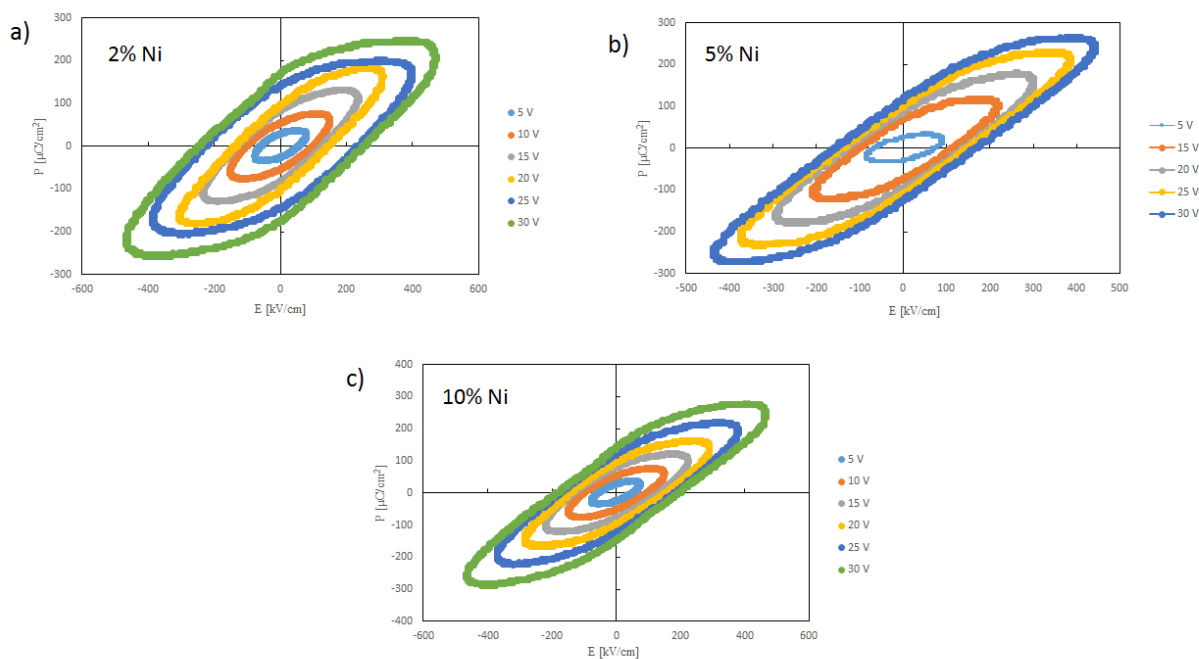 a)
2% Ni
300
200
100
0
-100
-200
-300
-600
-400
-200
0
200
400
600
P [µC/cm2]
E [kV/cm]
5 V
10 V
15 V
20 V
25 V
30 V
b)
5% Ni
300
200
100
0
-100
-200
-300
-500
-400
-300
-200
-100
0
100
200
300
400
500
P [µC/cm2]
E [kV/cm]
5 V
15 V
20 V
25 V
30 V
c)
10% Ni
400
300
200
100
0
-100
-200
-300
-400
-600
-400
-200
0
200
400
600
P [µC/cm2]
E [kV/cm]
5 V
10 V
15 V
20 V
25 V
30 V